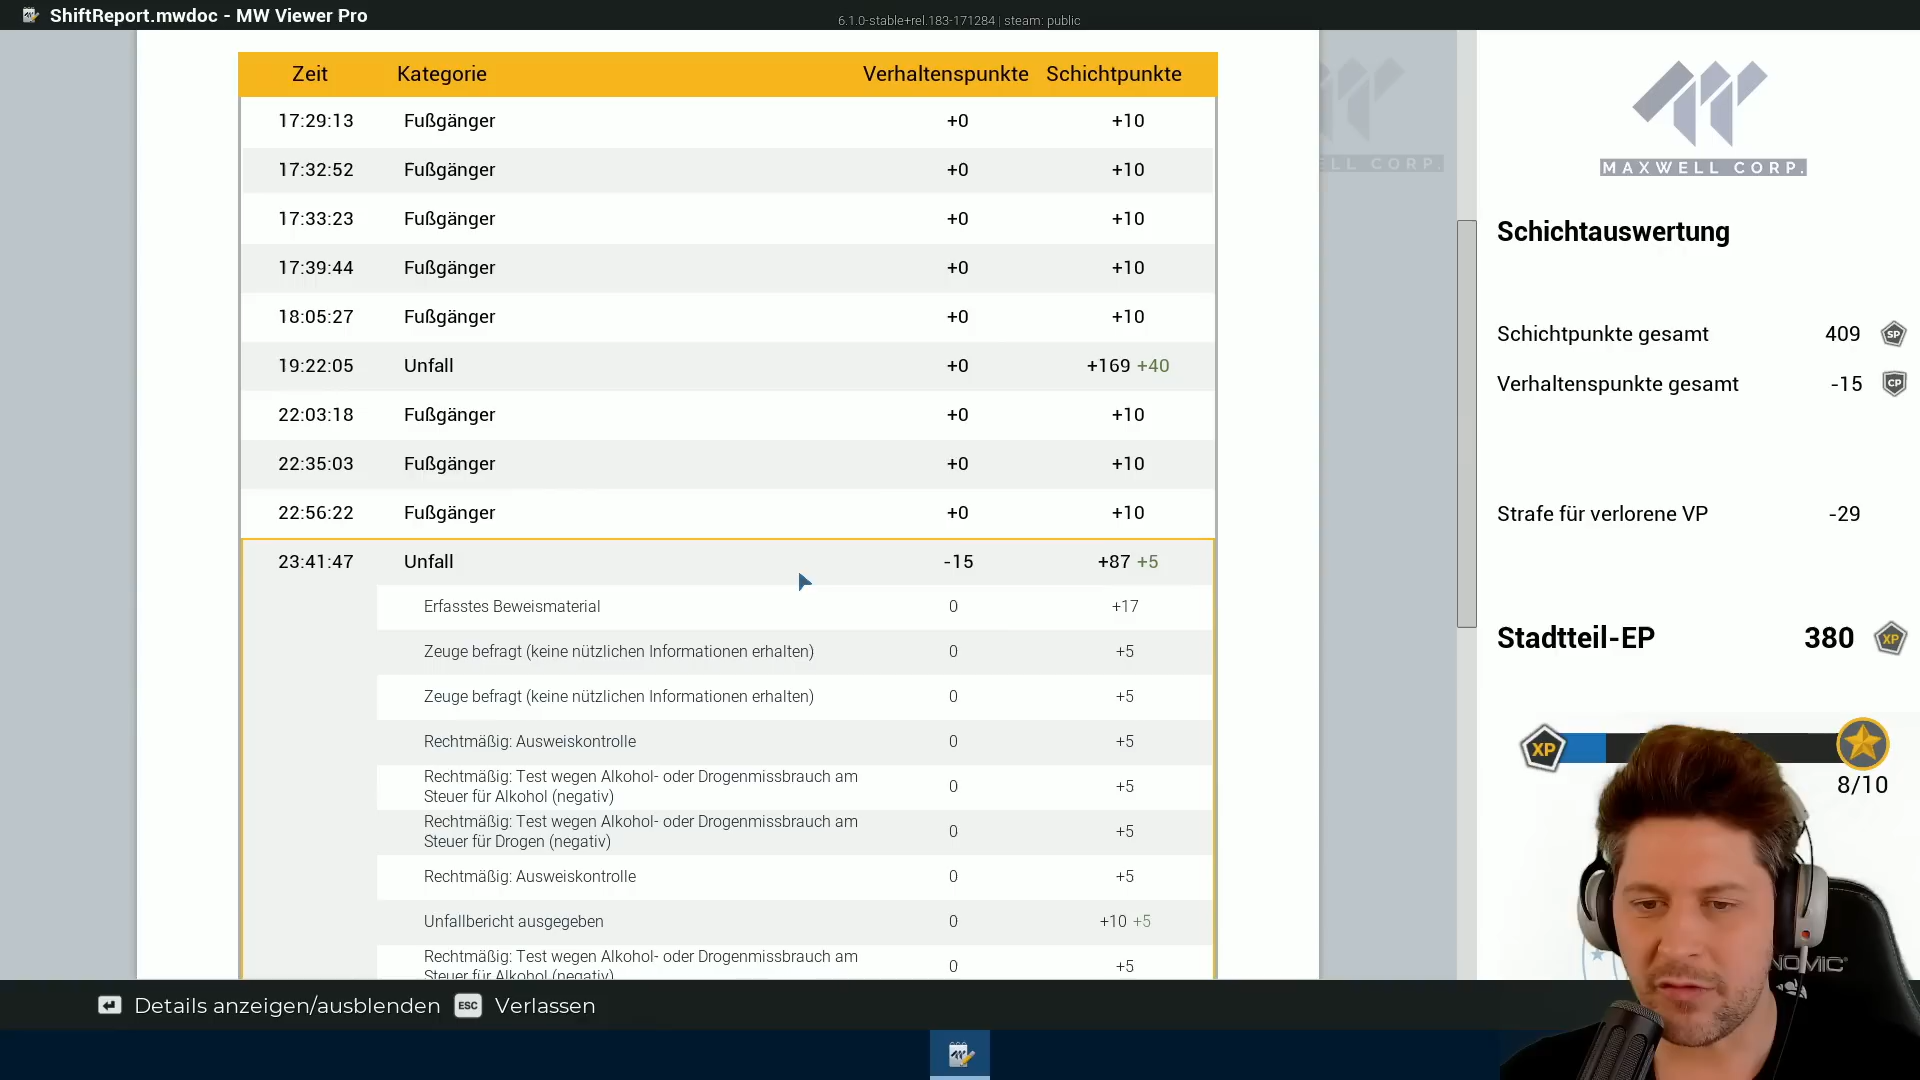 ShiftReport.mwdoc - MW Viewer Pro
6.1.0-stable+rel.183-171284 | steam: public
Zeit Kategorie Verhaltenspunkte Schichtpunkte
17:29:13 Fußgänger +0 +10
17:32:52 Fußgänger +0 +10
17:33:23 Fußgänger +0 +10
17:39:44 Fußgänger +0 +10
18:05:27 Fußgänger +0 +10
19:22:05 Unfall +0 +169 +40
22:03:18 Fußgänger +0 +10
22:35:03 Fußgänger +0 +10
22:56:22 Fußgänger +0 +10
23:41:47 Unfall -15 +87 +5
Erfasstes Beweismaterial 0 +17
Zeuge befragt (keine nützlichen Informationen erhalten) 0 +5
Zeuge befragt (keine nützlichen Informationen erhalten) 0 +5
Rechtmäßig: Ausweiskontrolle 0 +5
Rechtmäßig: Test wegen Alkohol- oder Drogenmissbrauch am
Steuer für Alkohol (negativ) 0 +5
Rechtmäßig: Test wegen Alkohol- oder Drogenmissbrauch am
Steuer für Drogen (negativ) 0 +5
Rechtmäßig: Ausweiskontrolle 0 +5
Unfallbericht ausgegeben 0 +10 +5
Rechtmäßig: Test wegen Alkohol- oder Drogenmissbrauch am
Steuer für Alkohol (negativ) 0 +5
LL CORP.
MAXWELL CORP.
Schichtauswertung
Schichtpunkte gesamt 409 SP
Verhaltenspunkte gesamt -15 CP
Strafe für verlorene VP -29
Stadtteil-EP 380 XP
XP
8/10
NOMIC
Details anzeigen/ausblenden ESC Verlassen